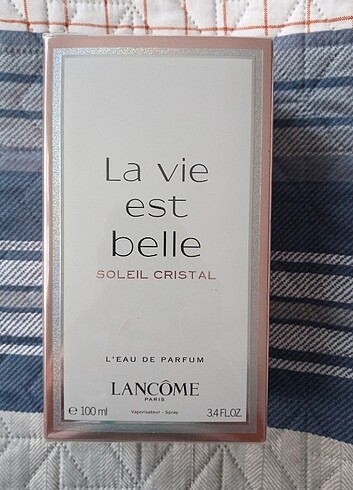 La vie
est
belle
SOLEIL CRISTAL
L'EAU DE PARFUM
LANCÔME
PARIS
℮ 100 ml Vaporisateur - Spray 3.4 FL.OZ.